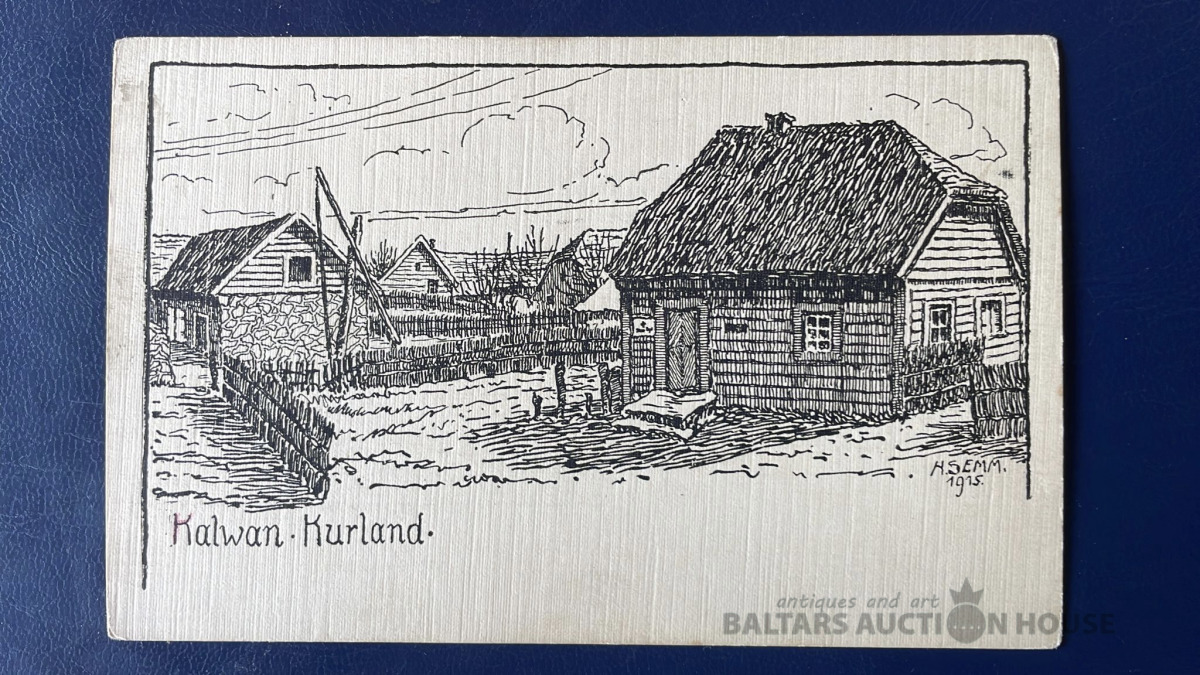 H. SEMM.
1915.
Kalwan · Kurland ·
antiques and art
BALTARS AUCTION HOUSE